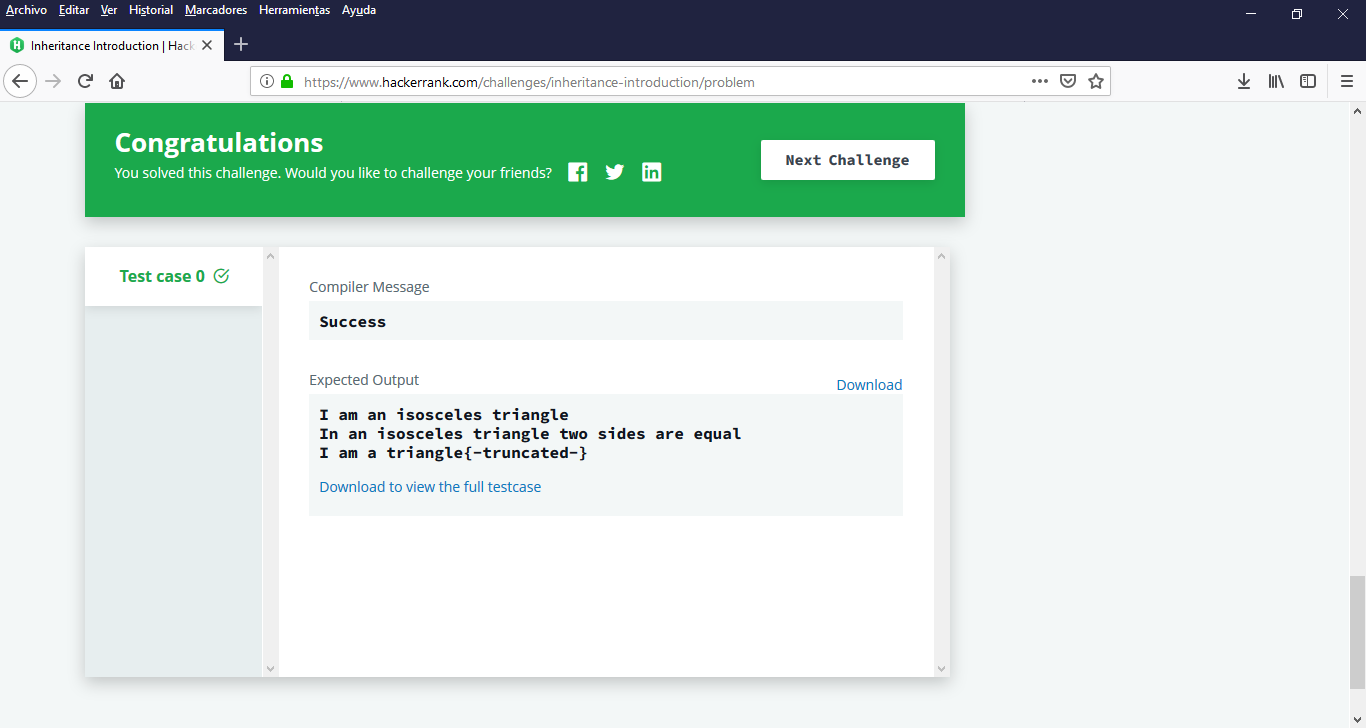 Archivo Editar Ver Historial Marcadores Herramientas Ayuda
Inheritance Introduction | Hack
https://www.hackerrank.com/challenges/inheritance-introduction/problem
Congratulations
You solved this challenge. Would you like to challenge your friends?
Next Challenge
Test case 0
Compiler Message
Success
Expected Output
Download
I am an isosceles triangle
In an isosceles triangle two sides are equal
I am a triangle{-truncated-}
Download to view the full testcase